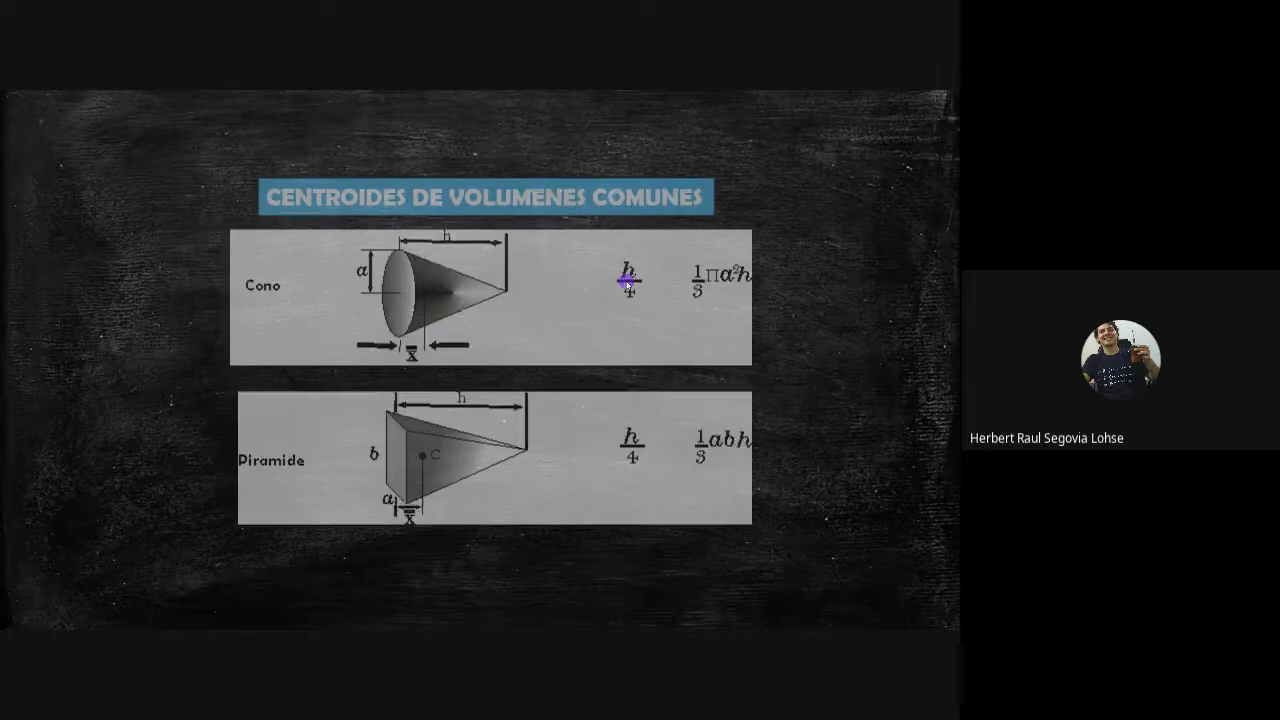 CENTROIDES DE VOLUMENES COMUNES
h
a
Cono
h/4
1/3 πa²h
x̄
h
b
C
Piramide
h/4
1/3 abh
a
x̄
Herbert Raul Segovia Lohse